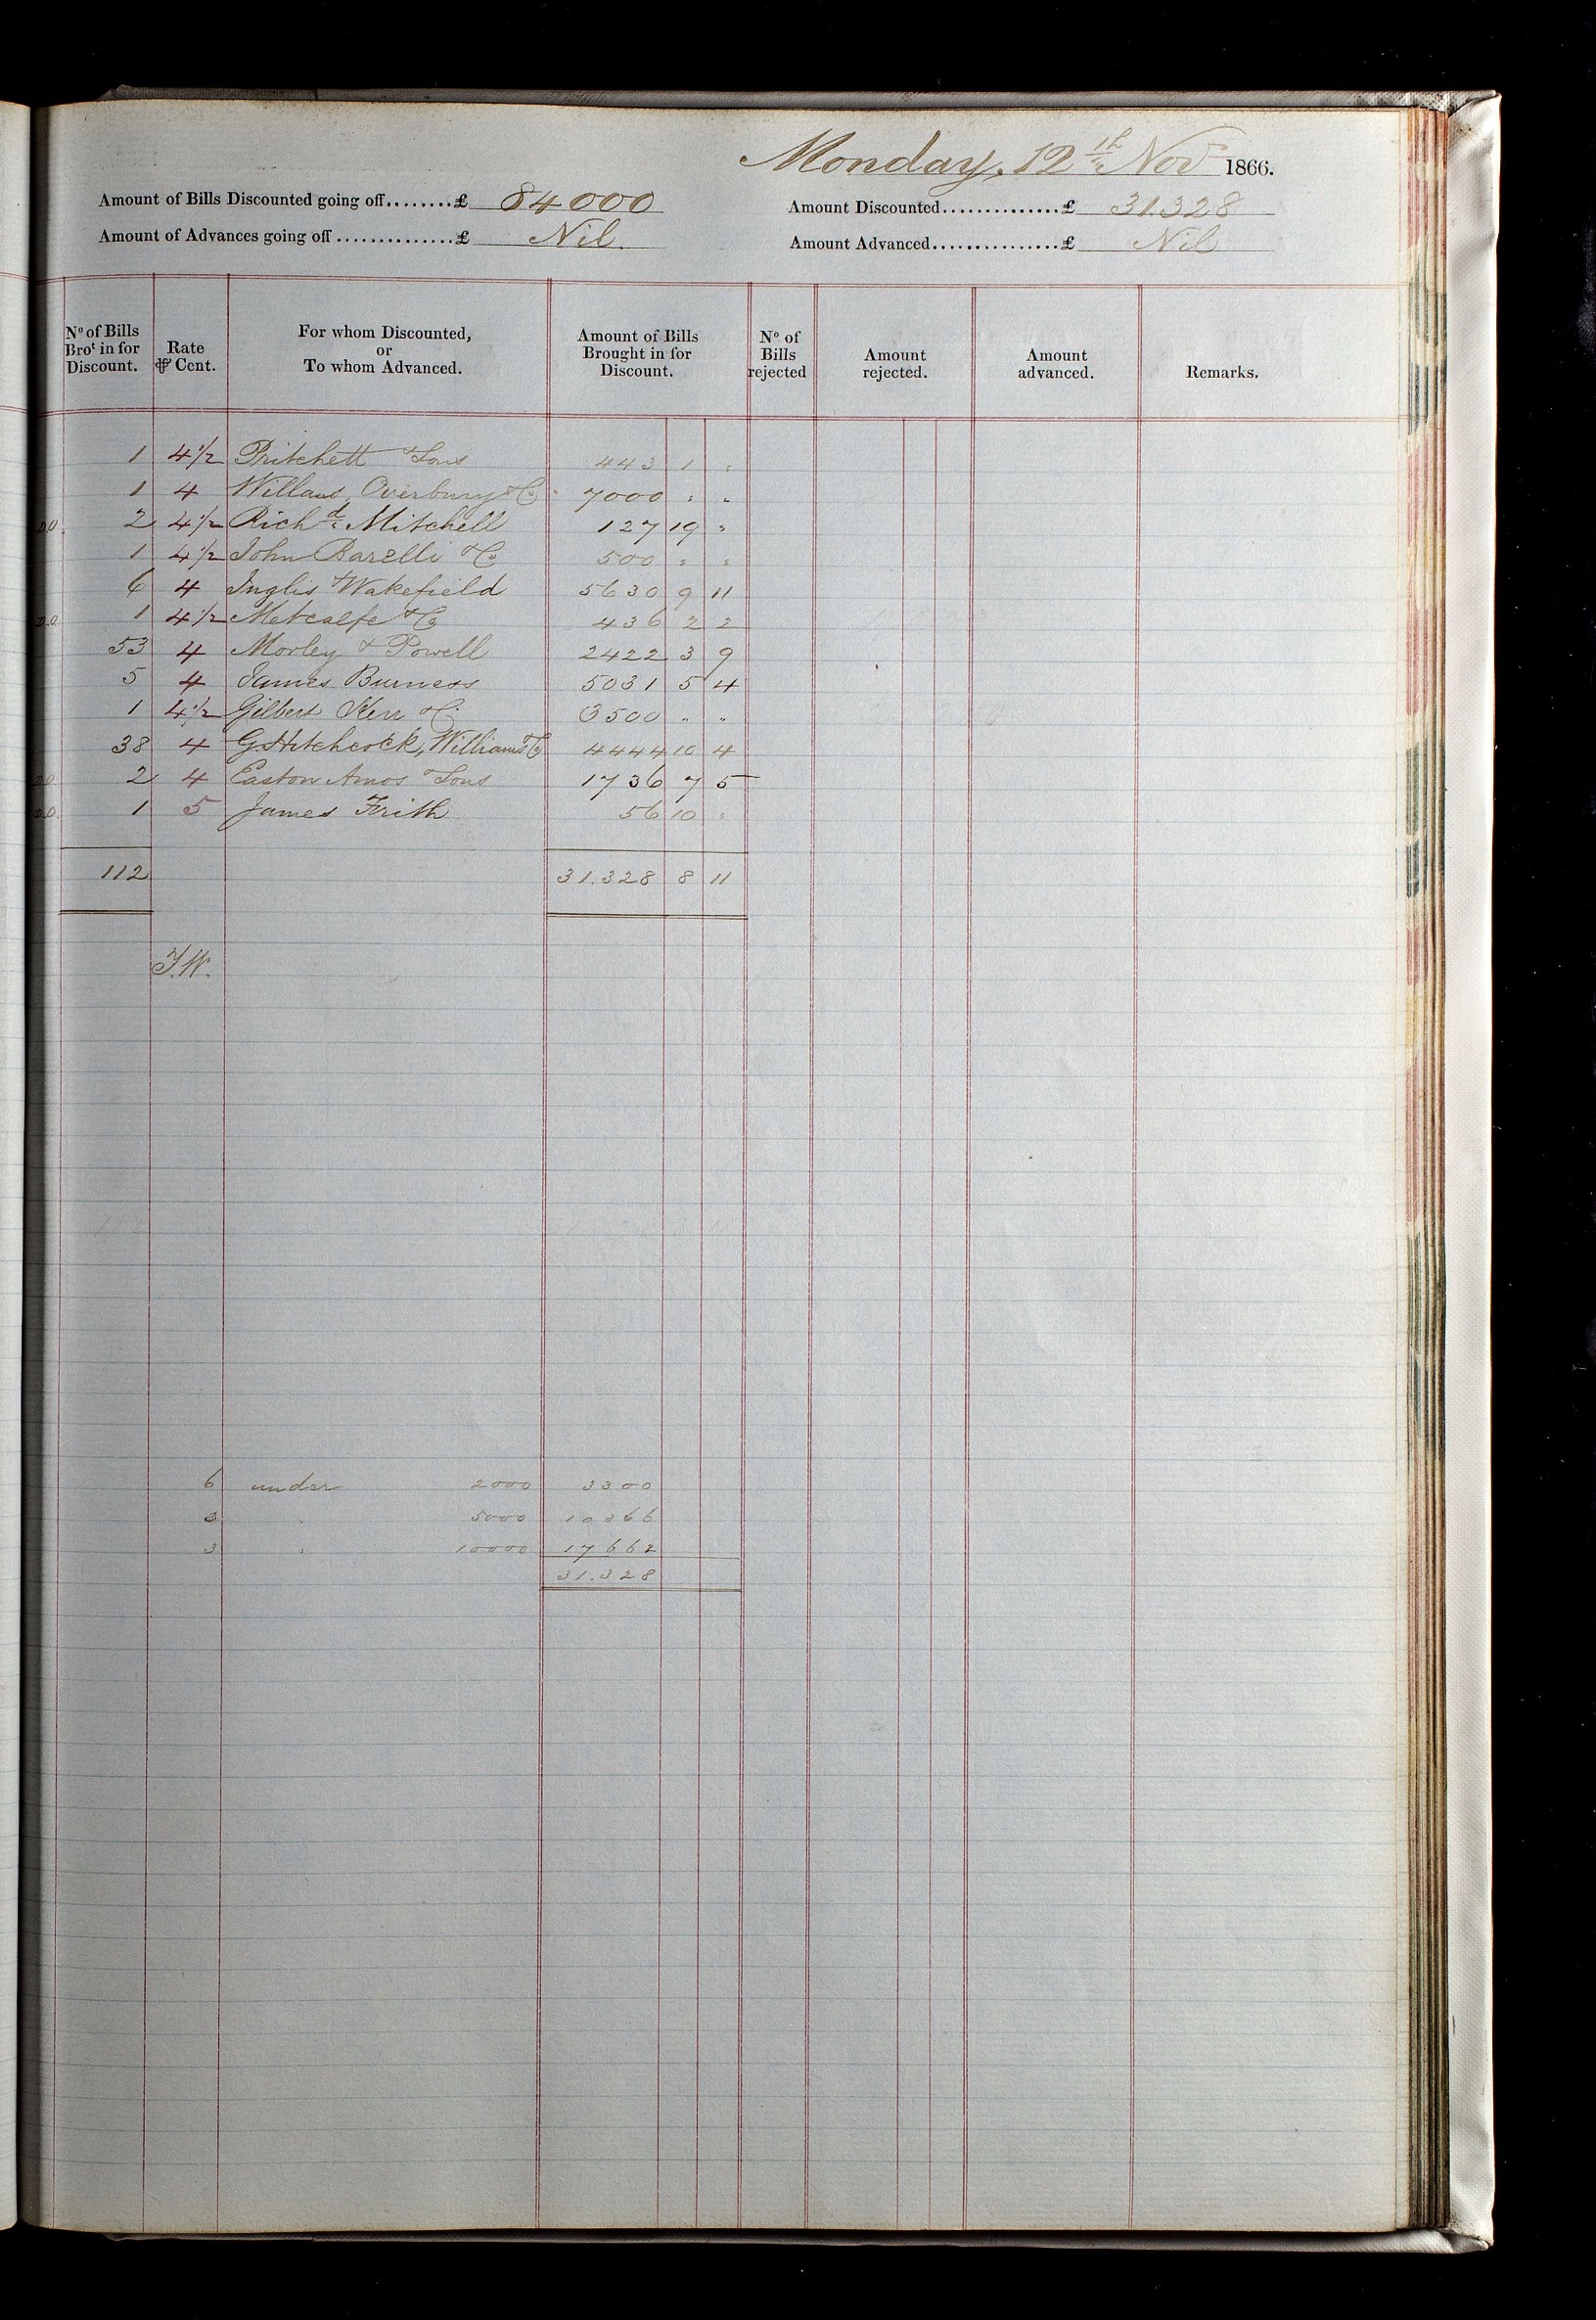 Monday, 12th Novr 1866.
Amount of Bills Discounted going off........£ 84000
Amount Discounted..............£ 31.328
Amount of Advances going off..............£ Nil.
Amount Advanced................£ Nil
No of Bills Brot in for Discount.
Rate ⅌ Cent.
For whom Discounted, or To whom Advanced.
Amount of Bills Brought in for Discount.
No of Bills rejected
Amount rejected.
Amount advanced.
Remarks.
1 4½ Pritchett & Sons 443 1 "
1 4 Willans, Overbury & Co 7000 " "
D.O. 2 4½ Richd Mitchell 127 19 "
1 4½ John Barelli & Co 500 " "
6 4 Inglis & Wakefield 5630 9 11
D.O. 1 4½ Metcalfe & Co 436 2 2
53 4 Morley & Powell 2422 3 9
5 4 James Burness 5031 5 4
1 4½ Gilbert Kerr & Co 3500 " "
38 4 G Hitchcock, Williams & Co 4444 10 4
D.O. 2 4 Easton Amos & Sons 1736 7 5
D.O. 1 5 James Frith 56 10 "
112 31.328 8 11
F.W.
6 under 2000 3300
3 " 5000 10366
3 " 10000 17662
31.328